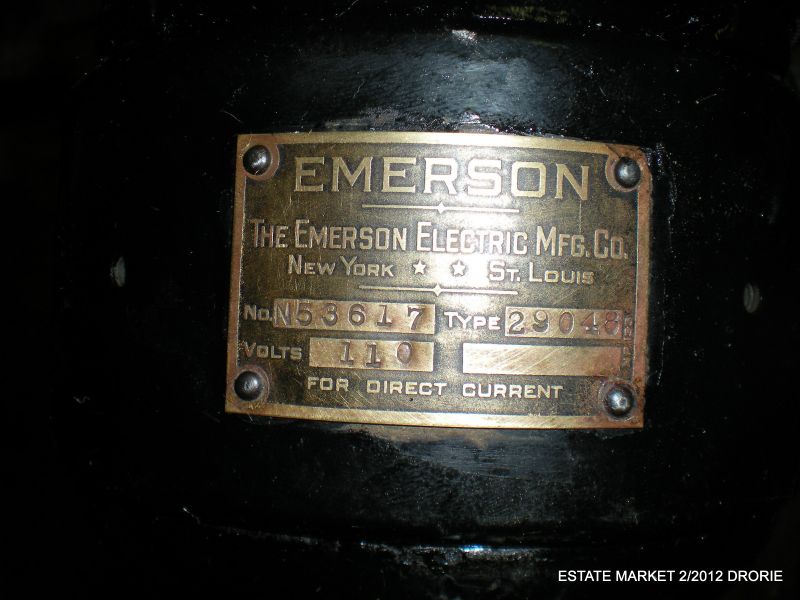 EMERSON
THE EMERSON ELECTRIC MFG. CO.
NEW YORK ★ ★ ST. LOUIS
NO. N53617 TYPE 29048
VOLTS 110
FOR DIRECT CURRENT
ESTATE MARKET 2/2012 DRORIE